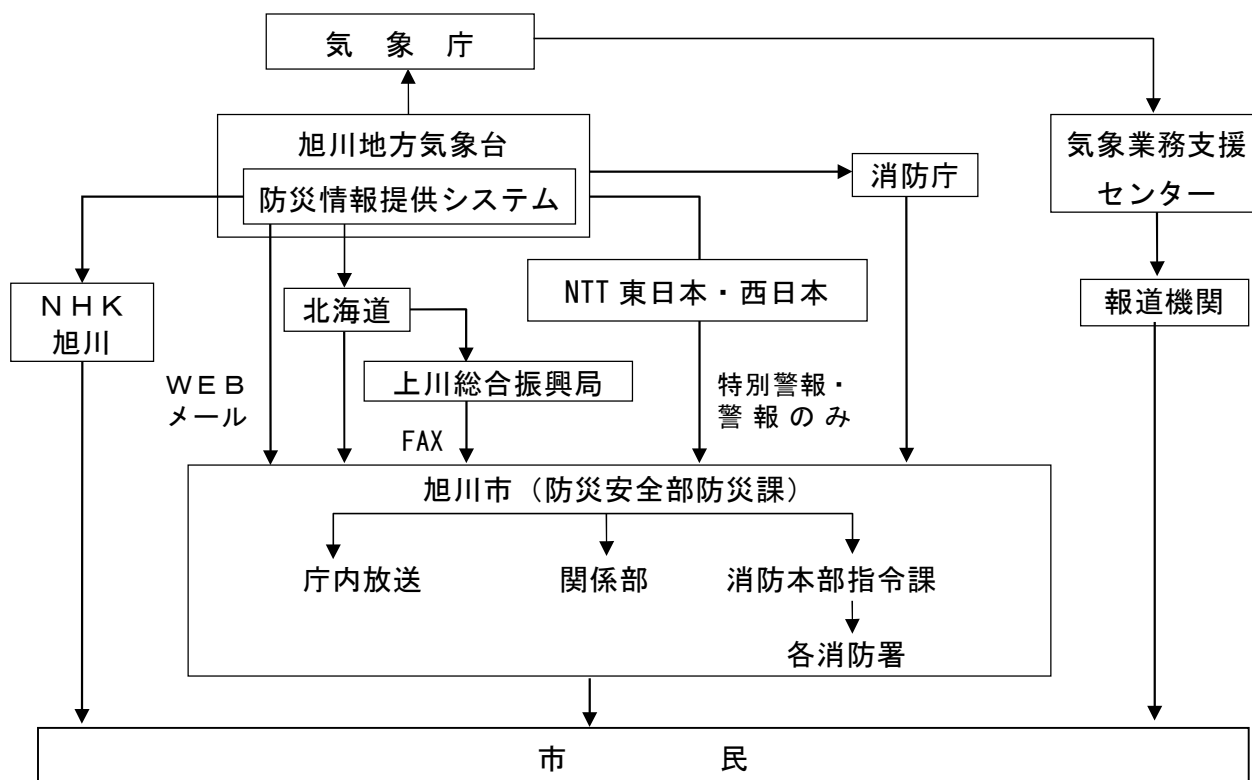 気象庁
旭川地方気象台
防災情報提供システム
消防庁
気象業務支援
センター
NHK
旭川
北海道
NTT東日本・西日本
報道機関
上川総合振興局
WEB
メール
FAX
特別警報・
警報のみ
旭川市（防災安全部防災課）
庁内放送
関係部
消防本部指令課
各消防署
市民